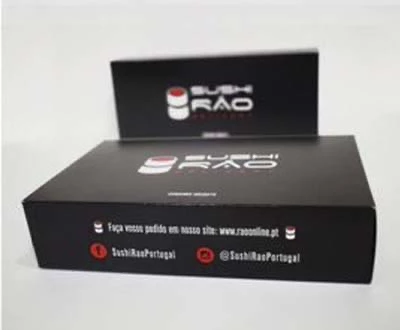 SUSHI
RÃO
SUSHI
RÃO
Faça vosso pedido em nosso site: www.raoonline.pt
SushiRaoPortugal
@SushiRaoPortugal